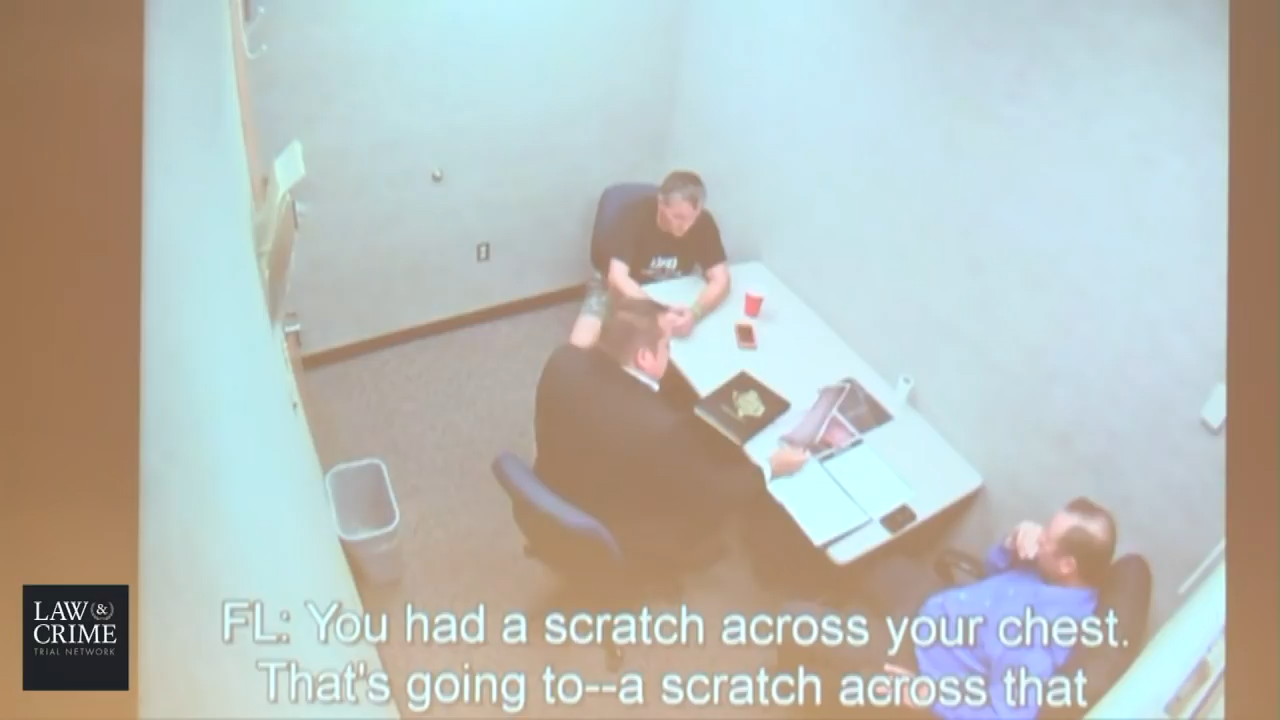 FL: You had a scratch across your chest.
That's going to--a scratch across that
LAW &
CRIME
TRIAL NETWORK